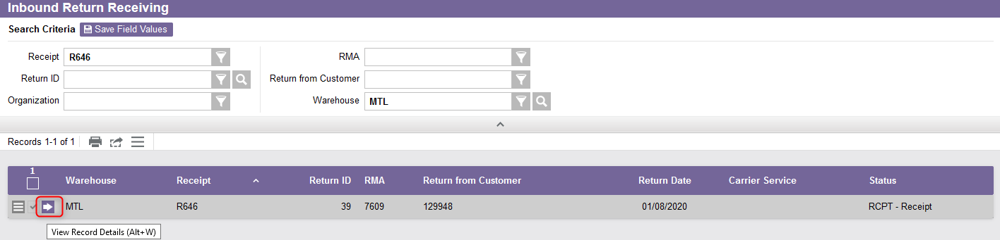 Inbound Return Receiving
Search Criteria Save Field Values
Receipt R646 RMA
Return ID Return from Customer
Organization Warehouse MTL
Records 1-1 of 1
1
Warehouse Receipt Return ID RMA Return from Customer Return Date Carrier Service Status
MTL R646 39 7609 129948 01/08/2020 RCPT - Receipt
View Record Details (Alt+W)